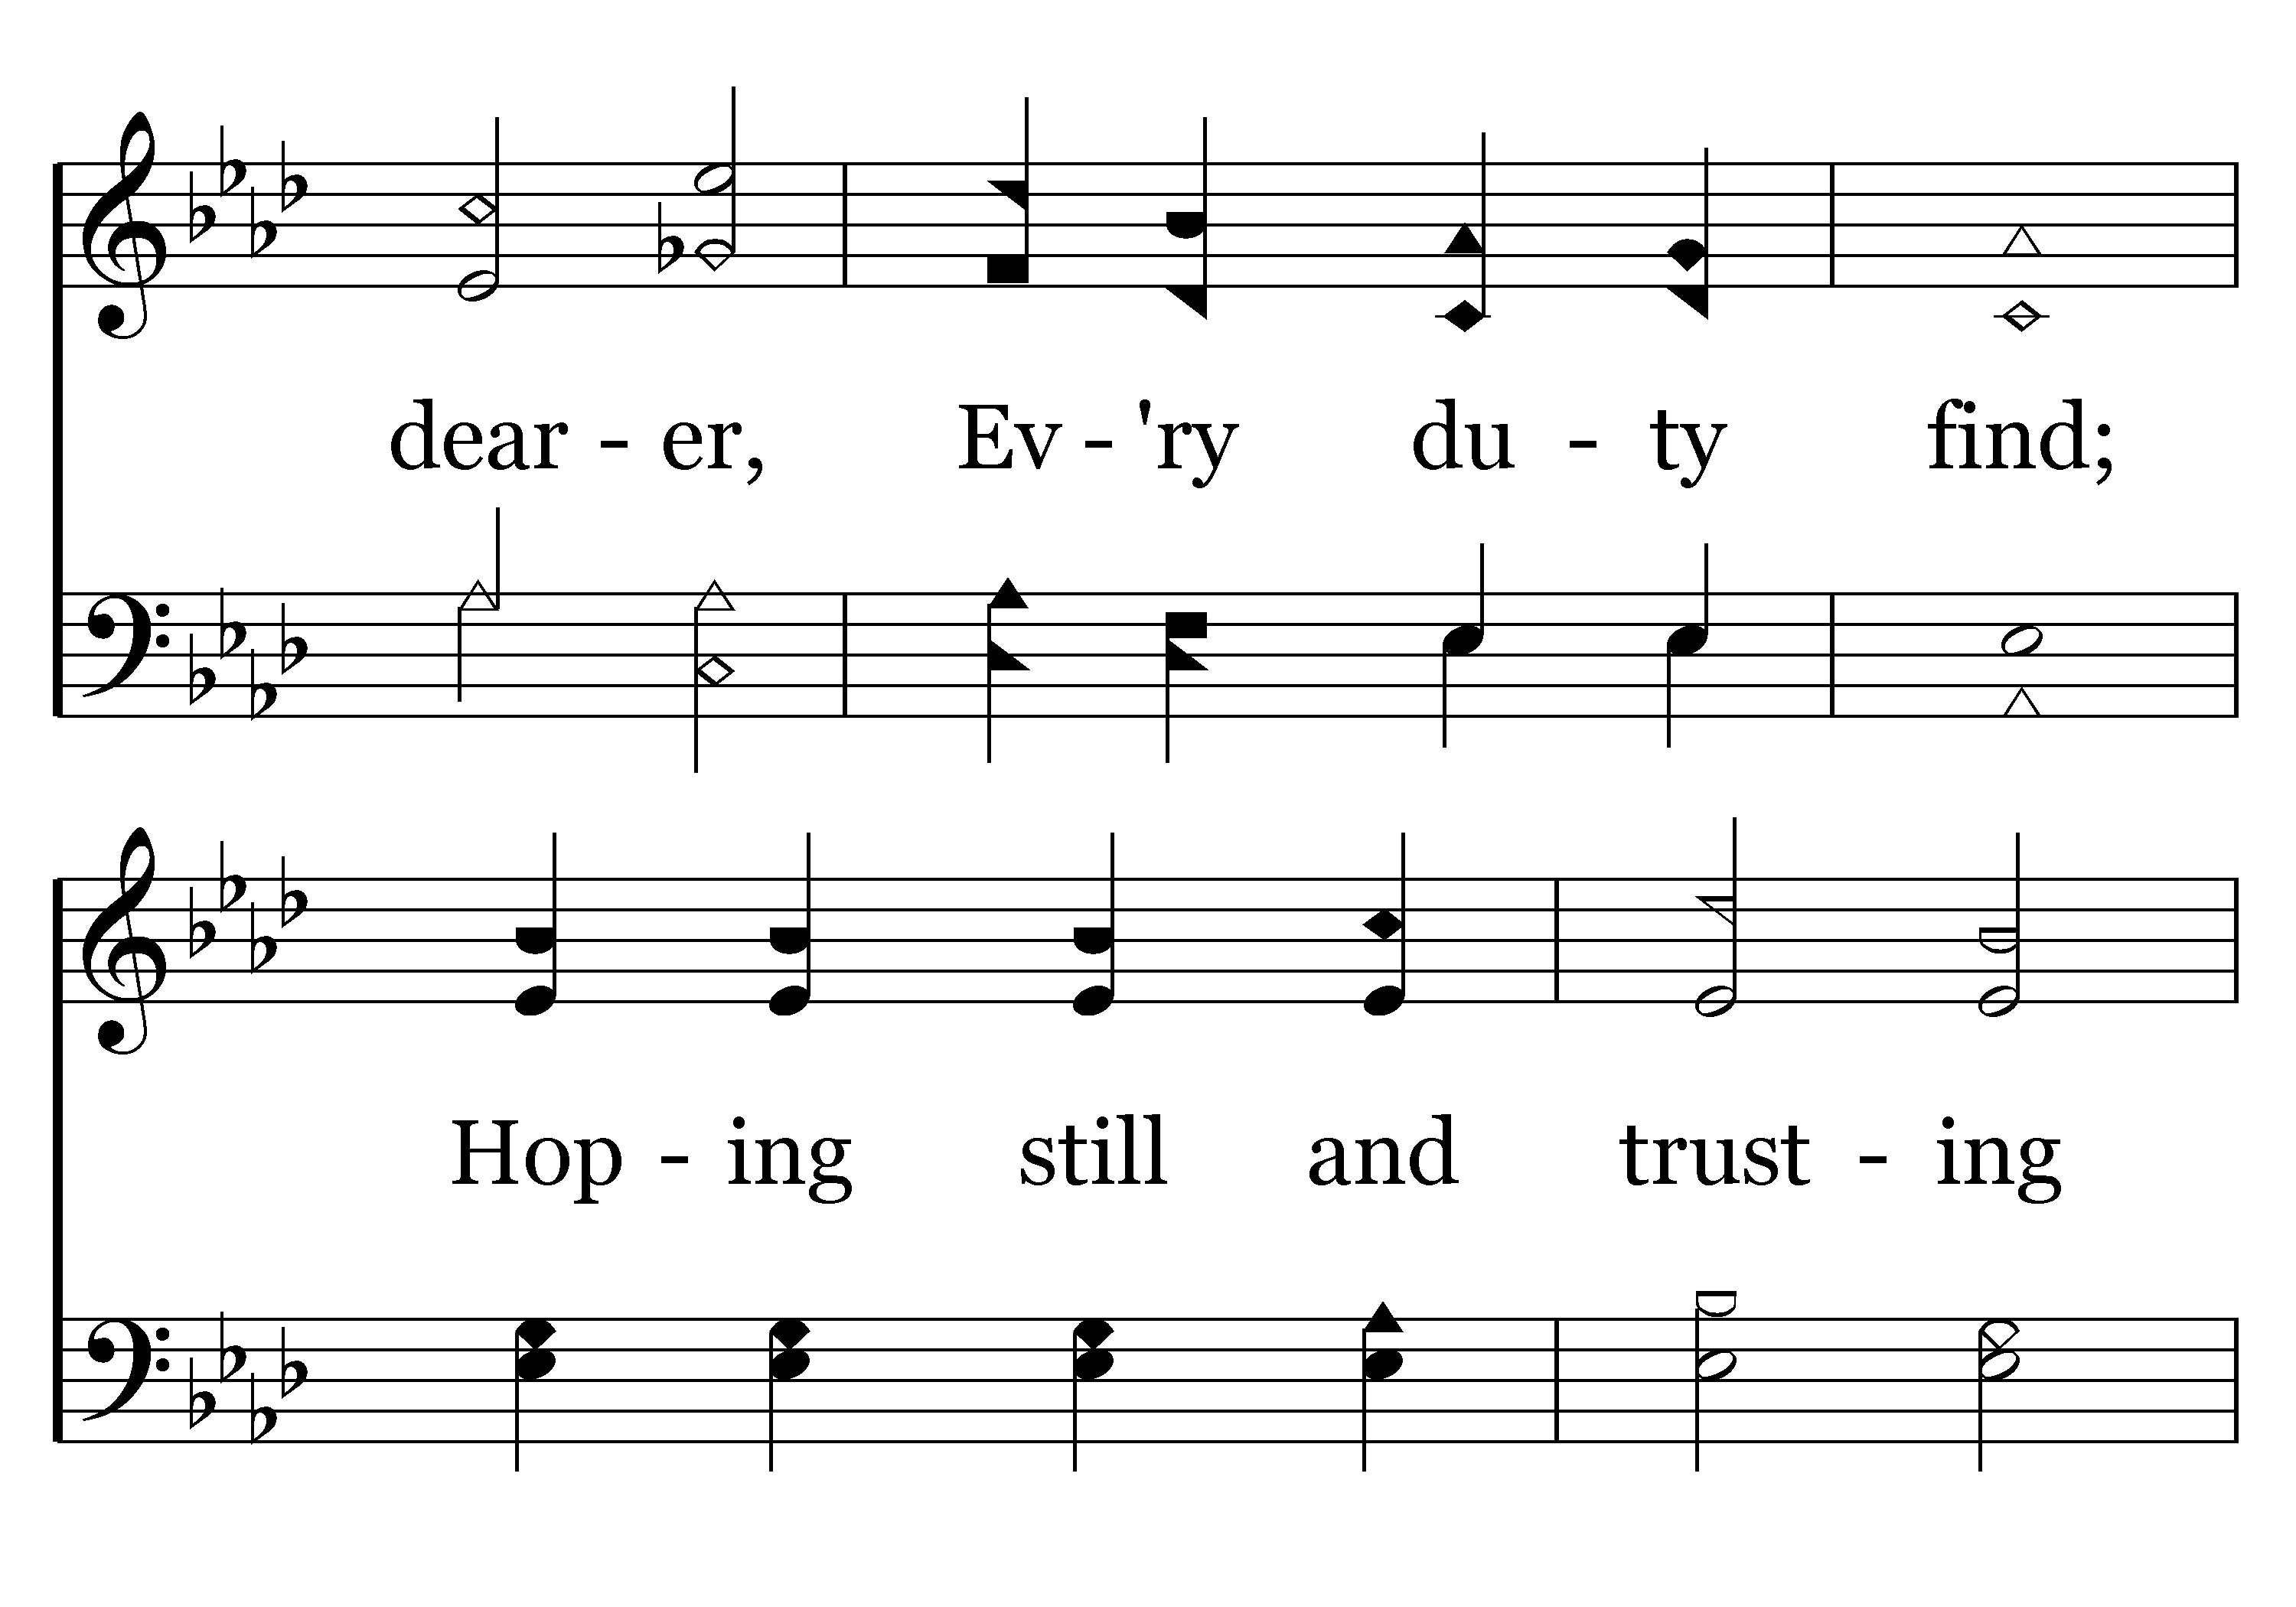 dear - er, Ev - 'ry du - ty find;
Hop - ing still and trust - ing